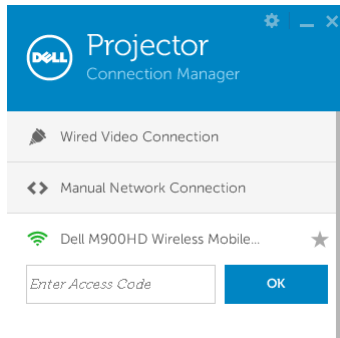 DELL
Projector
Connection Manager
Wired Video Connection
Manual Network Connection
Dell M900HD Wireless Mobile...
Enter Access Code
OK